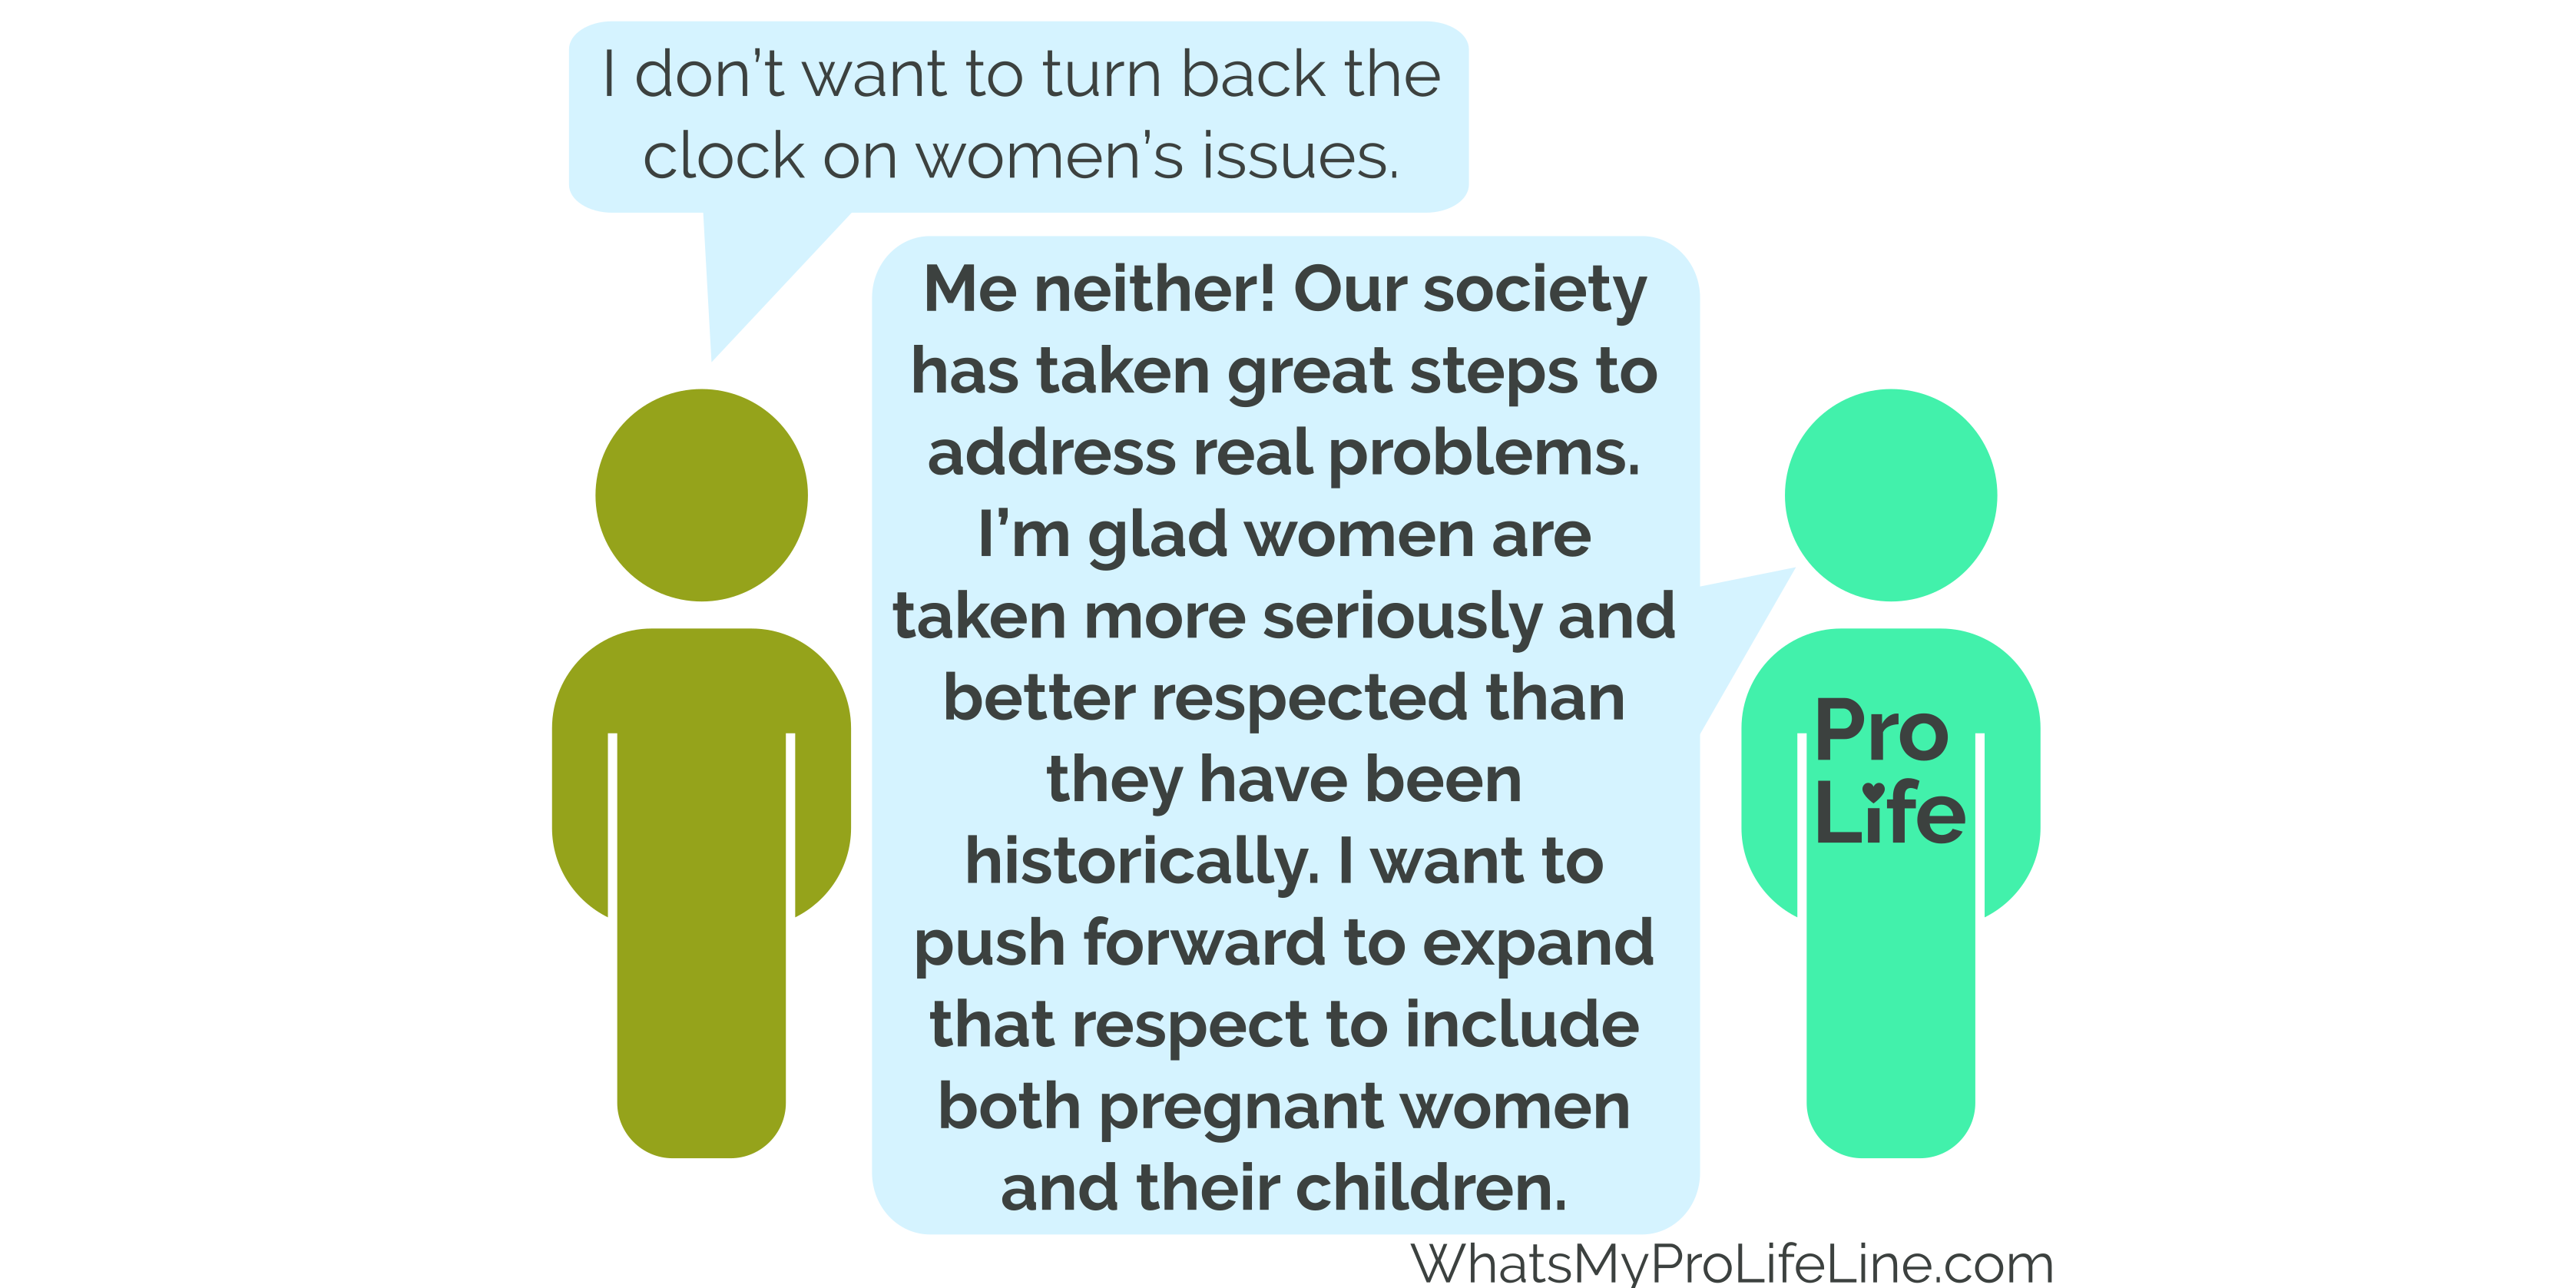 I don’t want to turn back the
clock on women’s issues.
Me neither! Our society
has taken great steps to
address real problems.
I’m glad women are
taken more seriously and
better respected than
they have been
historically. I want to
push forward to expand
that respect to include
both pregnant women
and their children.
Pro
Life
WhatsMyProLifeLine.com